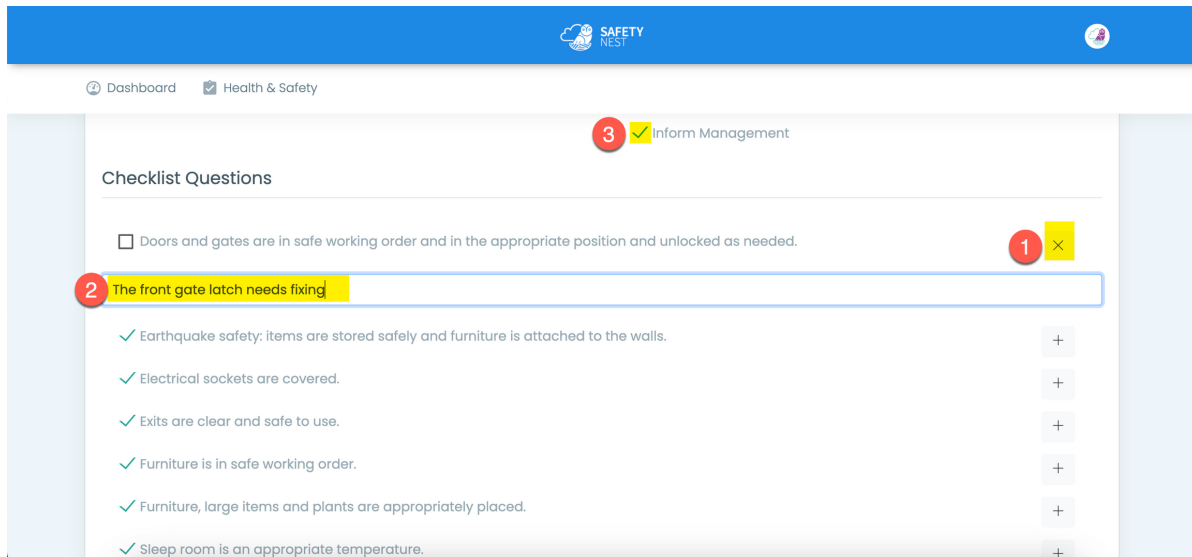 SAFETY
NEST
Dashboard Health & Safety
3 Inform Management
Checklist Questions
Doors and gates are in safe working order and in the appropriate position and unlocked as needed. 1
2 The front gate latch needs fixing
Earthquake safety: items are stored safely and furniture is attached to the walls.
Electrical sockets are covered.
Exits are clear and safe to use.
Furniture is in safe working order.
Furniture, large items and plants are appropriately placed.
Sleep room is an appropriate temperature.